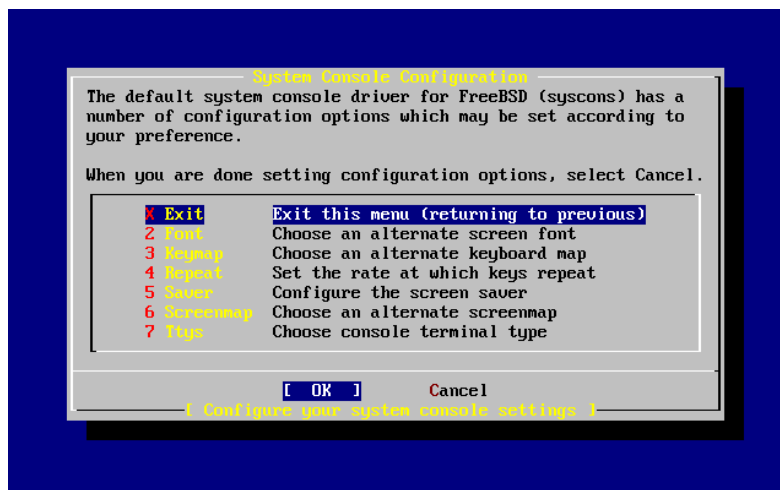 System Console Configuration
The default system console driver for FreeBSD (syscons) has a
number of configuration options which may be set according to
your preference.
When you are done setting configuration options, select Cancel.
X Exit Exit this menu (returning to previous)
2 Font Choose an alternate screen font
3 Keymap Choose an alternate keyboard map
4 Repeat Set the rate at which keys repeat
5 Saver Configure the screen saver
6 Screenmap Choose an alternate screenmap
7 Ttys Choose console terminal type
[ OK ] Cancel
[ Configure your system console settings ]